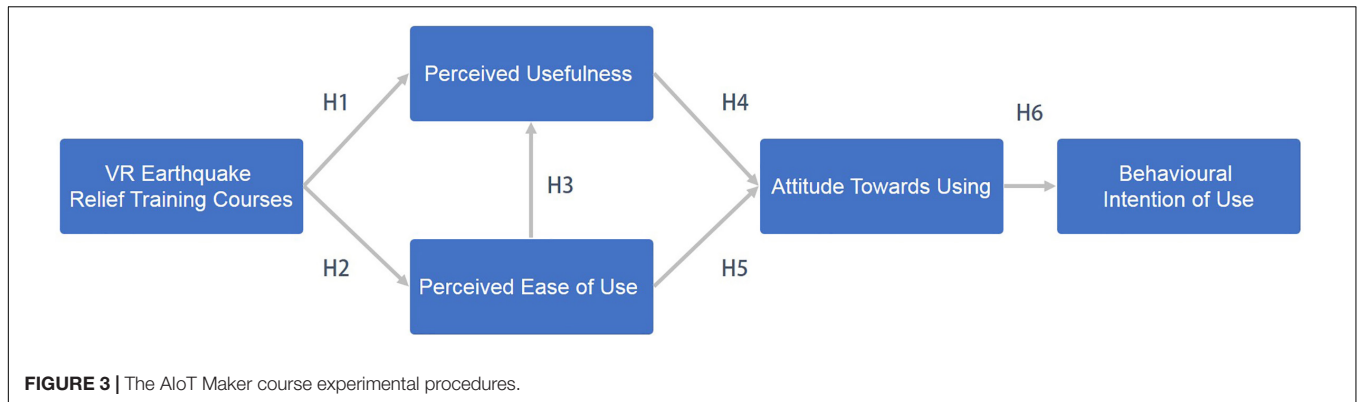 Perceived Usefulness
H1
H4
H6
VR Earthquake
Relief Training Courses
H3
Attitude Towards Using
Behavioural
Intention of Use
H2
H5
Perceived Ease of Use
FIGURE 3 | The AIoT Maker course experimental procedures.